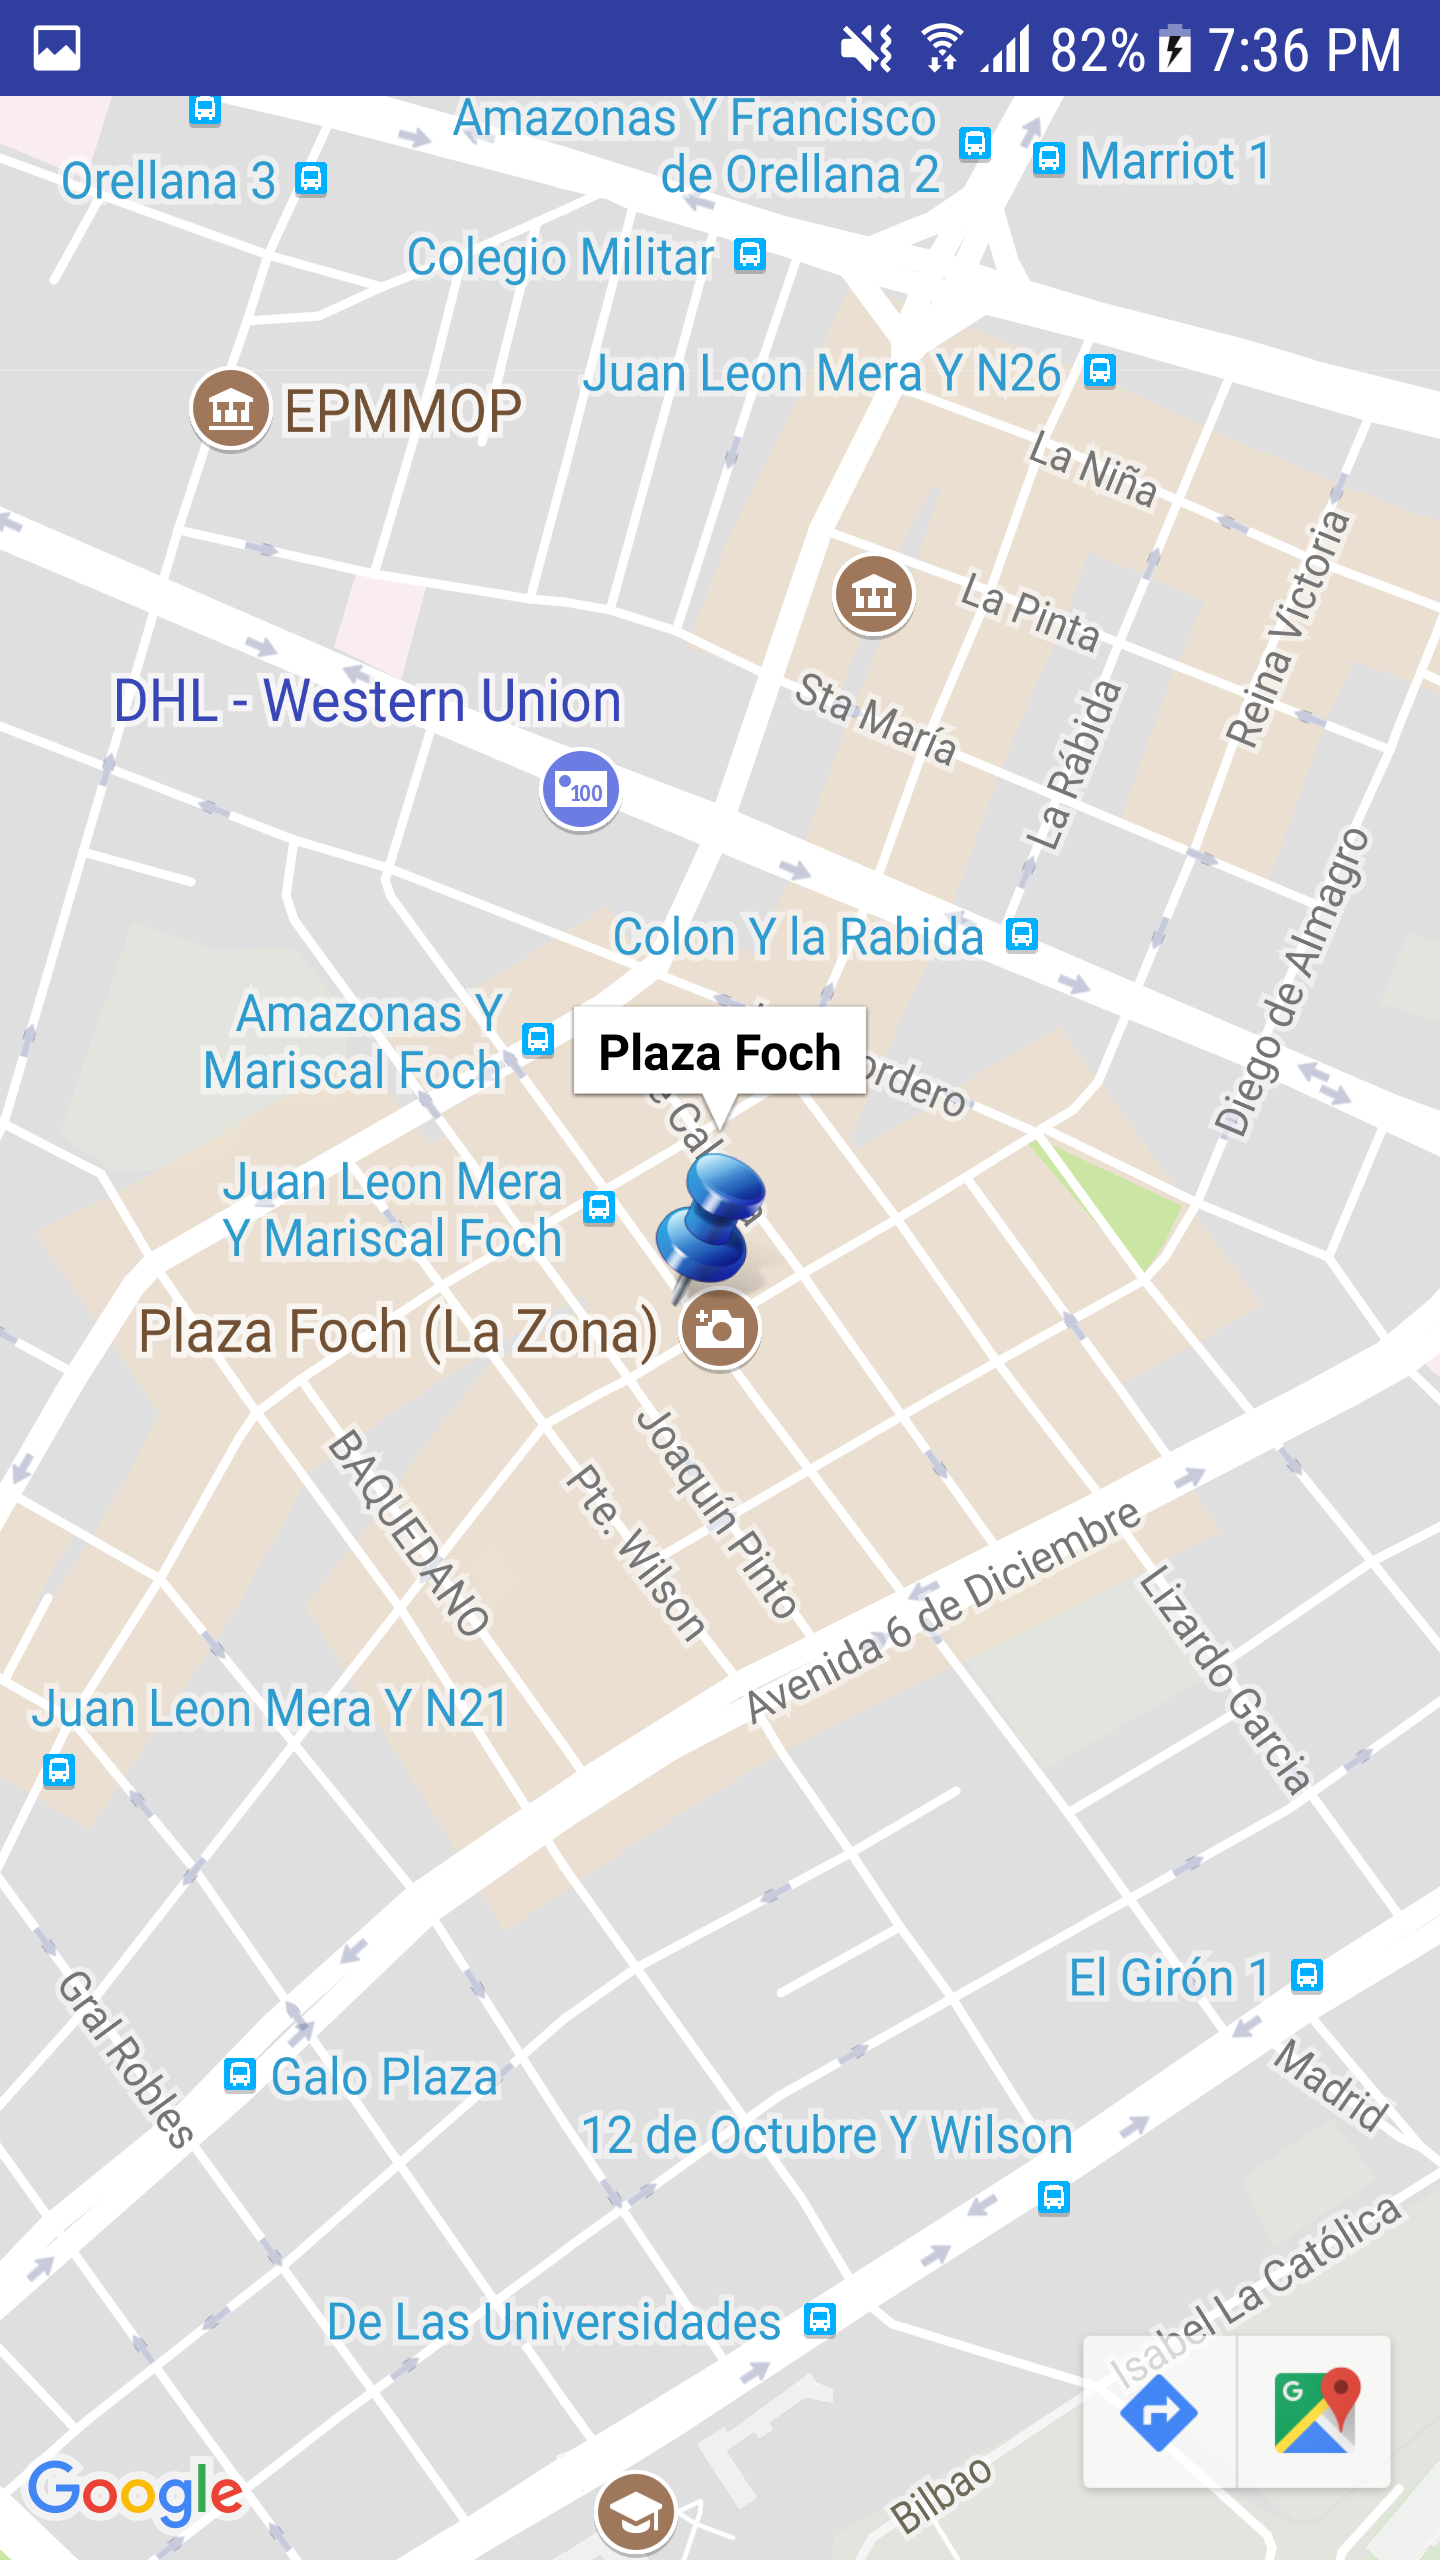 82% 7:36 PM
Amazonas Y Francisco
de Orellana 2
Marriot 1
Orellana 3
Colegio Militar
Juan Leon Mera Y N26
EPMMOP
La Niña
Reina Victoria
La Pinta
Sta María
La Rábida
DHL - Western Union
100
Diego de Almagro
Colon Y la Rabida
Amazonas Y
Mariscal Foch
Plaza Foch
ordero
e Cal
a
Juan Leon Mera
Y Mariscal Foch
Plaza Foch (La Zona)
BAQUEDANO
Joaquín Pinto
Pte. Wilson
Avenida 6 de Diciembre
Lizardo Garcia
Juan Leon Mera Y N21
El Girón 1
Gral Robles
Madrid
Galo Plaza
12 de Octubre Y Wilson
Isabel La Católica
De Las Universidades
G
Bilbao
Google